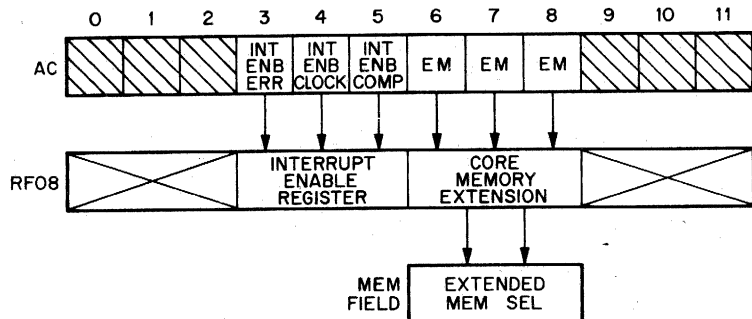 0 1 2 3 4 5 6 7 8 9 10 11
AC
INT ENB ERR
INT ENB CLOCK
INT ENB COMP
EM
EM
EM
RF08
INTERRUPT
ENABLE
REGISTER
CORE
MEMORY
EXTENSION
MEM
FIELD
EXTENDED
MEM SEL